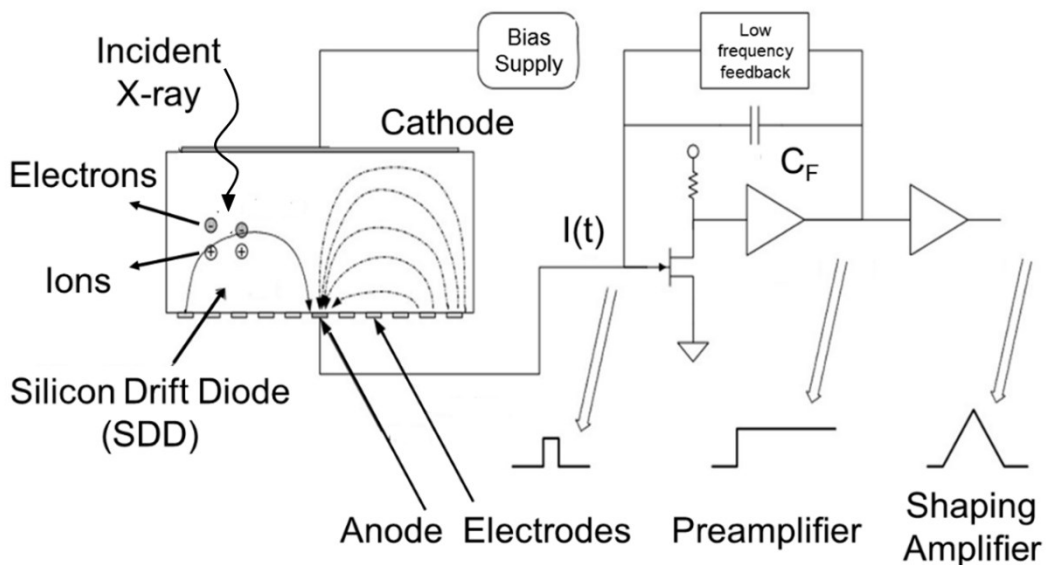 Incident
X-ray
Bias
Supply
Low
frequency
feedback
Cathode
Electrons
C_F
I(t)
Ions
Silicon Drift Diode
(SDD)
Anode
Electrodes
Preamplifier
Shaping
Amplifier